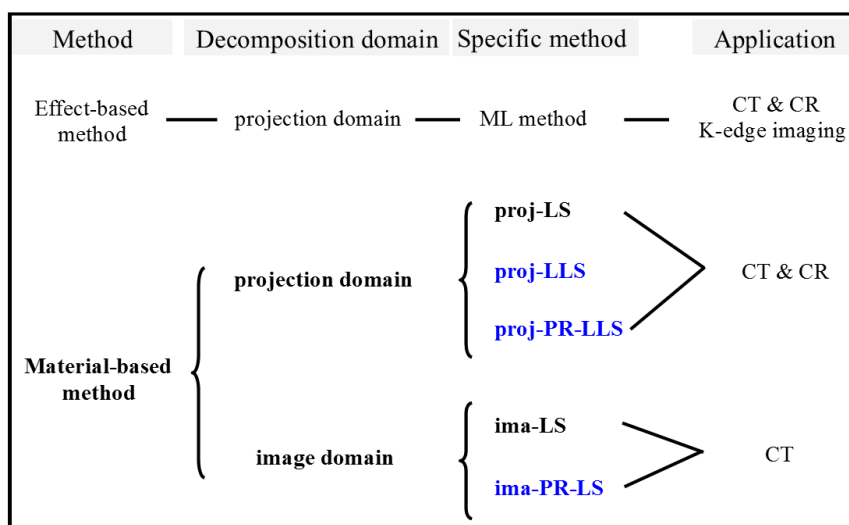 Method Decomposition domain Specific method Application
Effect-based
method
projection domain
ML method
CT & CR
K-edge imaging
Material-based
method
projection domain
proj-LS
proj-LLS
proj-PR-LLS
CT & CR
image domain
ima-LS
ima-PR-LS
CT